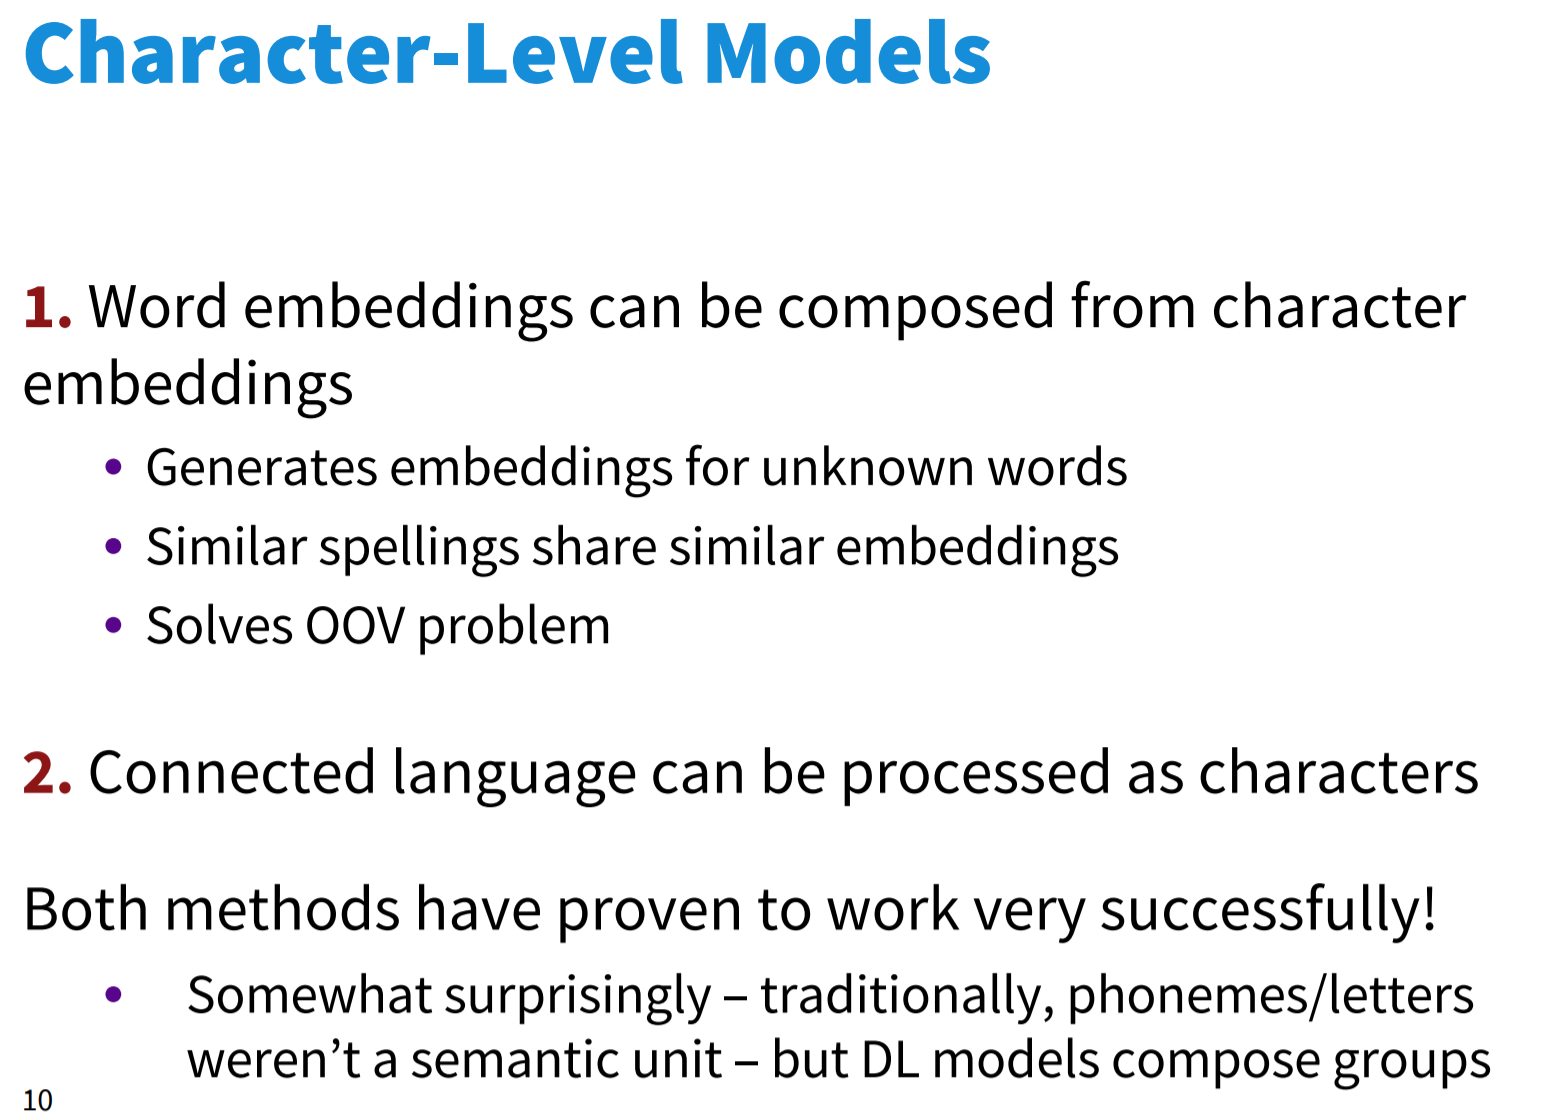 Character-Level Models
1. Word embeddings can be composed from character
embeddings
• Generates embeddings for unknown words
• Similar spellings share similar embeddings
• Solves OOV problem
2. Connected language can be processed as characters
Both methods have proven to work very successfully!
• Somewhat surprisingly – traditionally, phonemes/letters
weren’t a semantic unit – but DL models compose groups
10